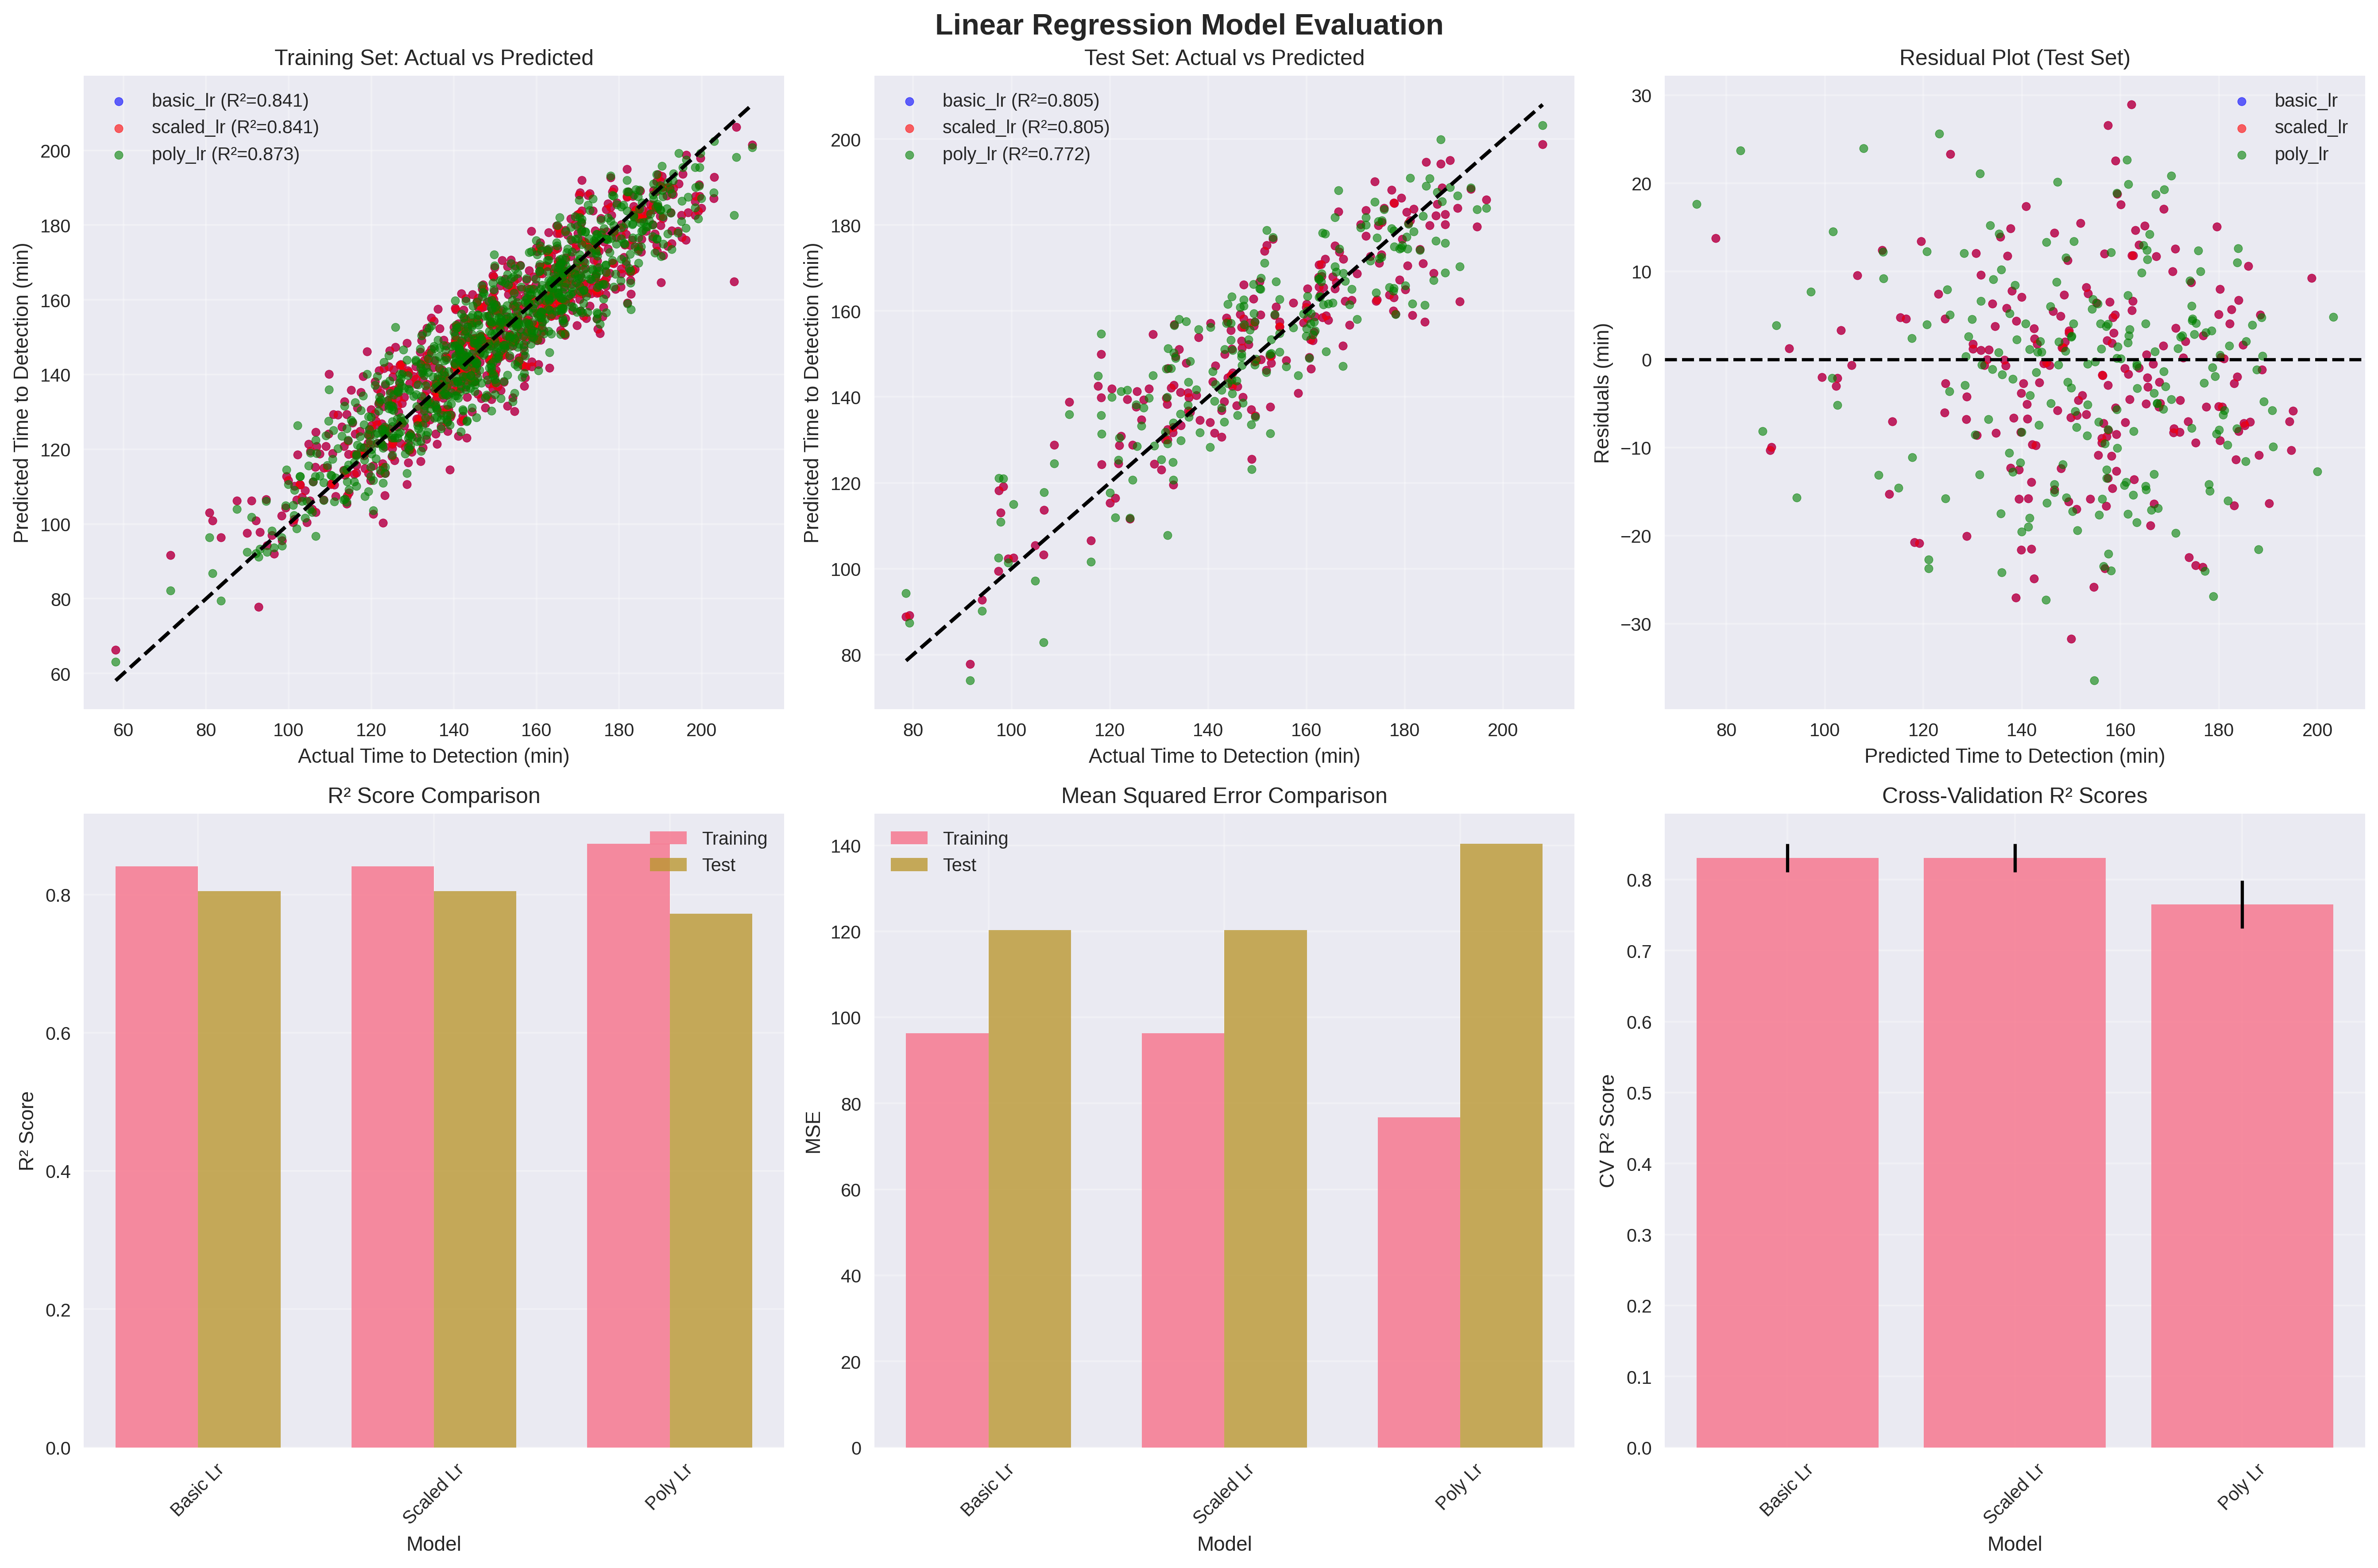 Linear Regression Model Evaluation
Training Set: Actual vs Predicted
basic_lr (R²=0.841)
scaled_lr (R²=0.841)
poly_lr (R²=0.873)
Predicted Time to Detection (min)
200
180
160
140
120
100
80
60
60 80 100 120 140 160 180 200
Actual Time to Detection (min)
Test Set: Actual vs Predicted
basic_lr (R²=0.805)
scaled_lr (R²=0.805)
poly_lr (R²=0.772)
Predicted Time to Detection (min)
200
180
160
140
120
100
80
80 100 120 140 160 180 200
Actual Time to Detection (min)
Residual Plot (Test Set)
basic_lr
scaled_lr
poly_lr
Residuals (min)
30
20
10
0
−10
−20
−30
80 100 120 140 160 180 200
Predicted Time to Detection (min)
R² Score Comparison
Training
Test
R² Score
0.8
0.6
0.4
0.2
0.0
Basic Lr
Scaled Lr
Poly Lr
Model
Mean Squared Error Comparison
Training
Test
MSE
140
120
100
80
60
40
20
0
Basic Lr
Scaled Lr
Poly Lr
Model
Cross-Validation R² Scores
CV R² Score
0.8
0.7
0.6
0.5
0.4
0.3
0.2
0.1
0.0
Basic Lr
Scaled Lr
Poly Lr
Model